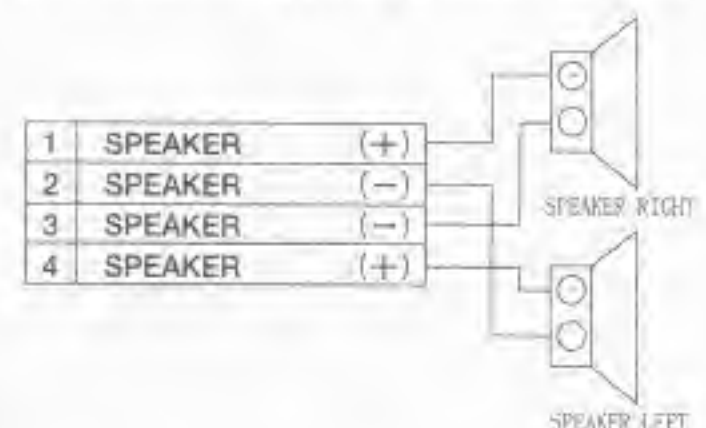 1 SPEAKER (+)
2 SPEAKER (-)
3 SPEAKER (-)
4 SPEAKER (+)
SPEAKER RIGHT
SPEAKER LEFT